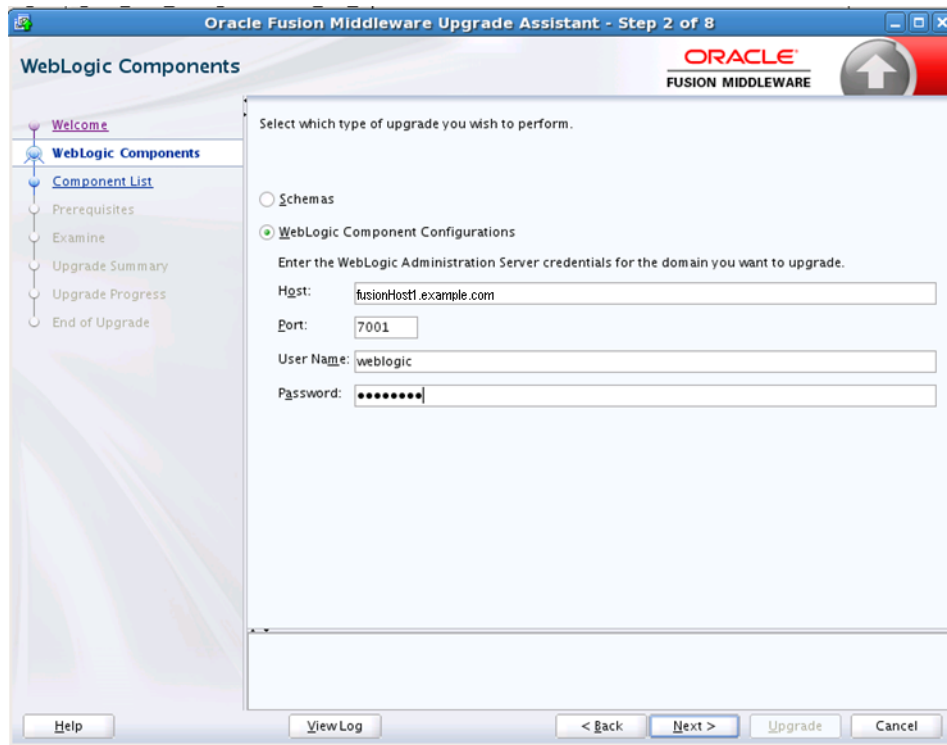 Oracle Fusion Middleware Upgrade Assistant - Step 2 of 8
WebLogic Components
ORACLE
FUSION MIDDLEWARE
Welcome
WebLogic Components
Component List
Prerequisites
Examine
Upgrade Summary
Upgrade Progress
End of Upgrade
Select which type of upgrade you wish to perform.
Schemas
WebLogic Component Configurations
Enter the WebLogic Administration Server credentials for the domain you want to upgrade.
Host: fusionHost1.example.com
Port: 7001
User Name: weblogic
Password: ••••••••
Help View Log < Back Next > Upgrade Cancel